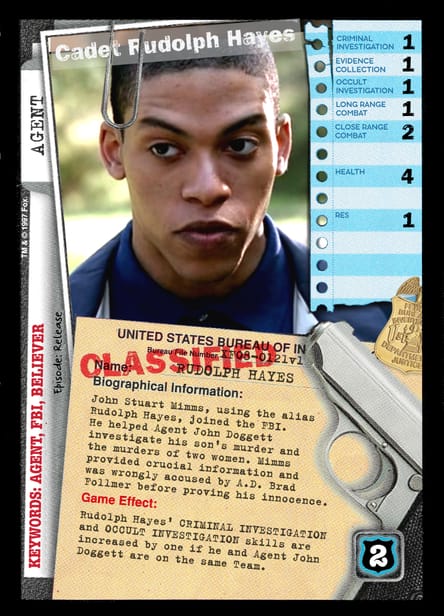 Cadet Rudolph Hayes
AGENT
TM & © 1997 Fox.
KEYWORDS: AGENT, FBI, BELIEVER
Episode: Release
CRIMINAL INVESTIGATION 1
EVIDENCE COLLECTION 1
OCCULT INVESTIGATION 1
LONG RANGE COMBAT 1
CLOSE RANGE COMBAT 2
HEALTH 4
RES 1
UNITED STATES BUREAU OF IN
Bureau File Number XF08-0121v1
CLASSIFIED
Name: RUDOLPH HAYES
Biographical Information:
John Stuart Mimms, using the alias
Rudolph Hayes, joined the FBI.
He helped Agent John Doggett
investigate his son's murder and
the murders of two women. Mimms
provided crucial information and
was wrongly accused by A.D. Brad
Follmer before proving his innocence.
Game Effect:
Rudolph Hayes' CRIMINAL INVESTIGATION
and OCCULT INVESTIGATION skills are
increased by one if he and Agent John
Doggett are on the same Team.
2